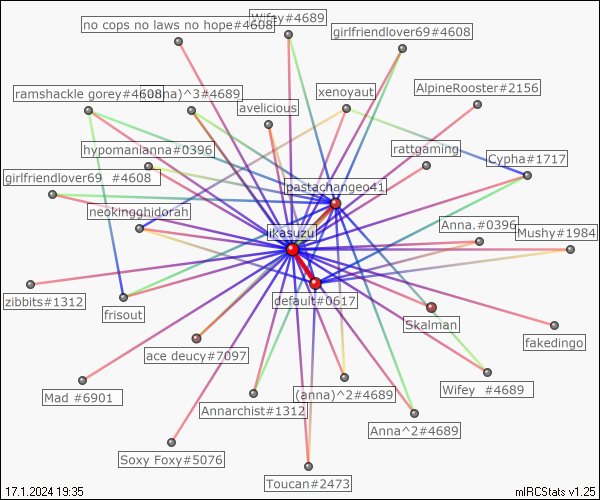 no cops no laws no hope#4608
Wifey#4689
girlfriendlover69#4608
ramshackle gorey#4608
)^3#4689
xenoyaut
AlpineRooster#2156
avelicious
hypomanianna#0396
rattgaming
Cypha#1717
girlfriendlover69 #4608
pastachangeo41
neokingghidorah
ikasuzu
Anna.#0396
Mushy#1984
zibbits#1312
frisout
default#0617
Skalman
ace deucy#7097
fakedingo
Mad #6901
Annarchist#1312
(anna)^2#4689
Wifey #4689
Anna^2#4689
Soxy Foxy#5076
Toucan#2473
17.1.2024 19:35
mIRCStats v1.25